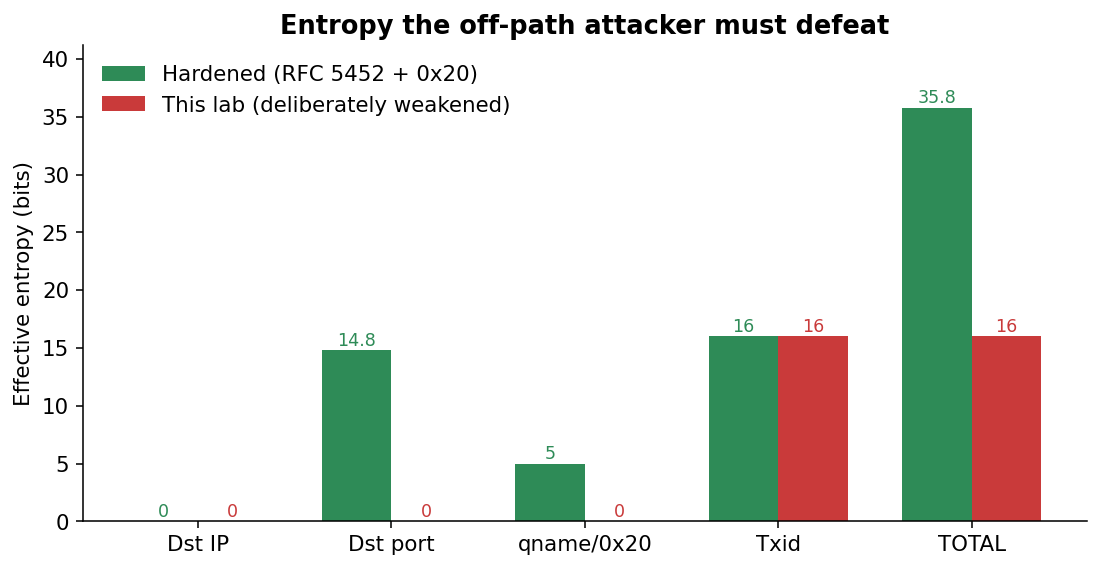 Entropy the off-path attacker must defeat
Hardened (RFC 5452 + 0x20)
This lab (deliberately weakened)
Effective entropy (bits)
40
35
30
25
20
15
10
5
0
0 0
14.8 0
5 0
16 16
35.8 16
Dst IP Dst port qname/0x20 Txid TOTAL